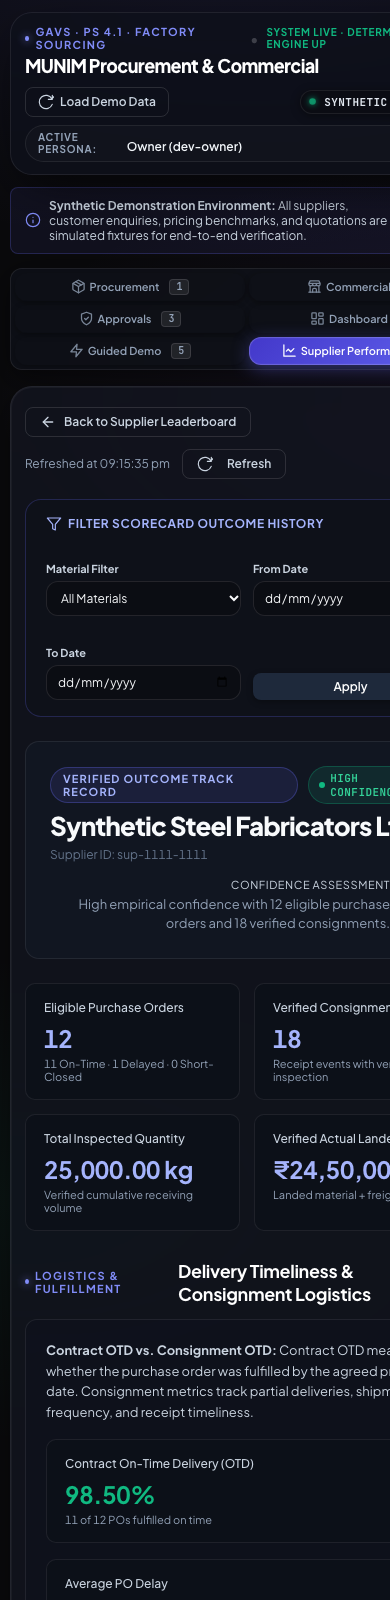 GAVS · PS 4.1 · FACTORY
SOURCING
SYSTEM LIVE · DETERM
ENGINE UP
MUNIM Procurement & Commercial
Load Demo Data
SYNTHETIC
ACTIVE
PERSONA:
Owner (dev-owner)
Synthetic Demonstration Environment: All suppliers,
customer enquiries, pricing benchmarks, and quotations are
simulated fixtures for end-to-end verification.
Procurement 1
Commercial
Approvals 3
Dashboard
Guided Demo 5
Supplier Perform
Back to Supplier Leaderboard
Refreshed at 09:15:35 pm
Refresh
FILTER SCORECARD OUTCOME HISTORY
Material Filter
From Date
All Materials
dd/mm/yyyy
To Date
dd/mm/yyyy
Apply
VERIFIED OUTCOME TRACK
RECORD
HIGH
CONFIDENC
Synthetic Steel Fabricators L
Supplier ID: sup-1111-1111
CONFIDENCE ASSESSMENT
High empirical confidence with 12 eligible purchase
orders and 18 verified consignments.
Eligible Purchase Orders
12
11 On-Time · 1 Delayed · 0 Short-
Closed
Verified Consignmen
18
Receipt events with ve
inspection
Total Inspected Quantity
25,000.00 kg
Verified cumulative receiving
volume
Verified Actual Lande
₹24,50,00
Landed material + freig
LOGISTICS &
FULFILLMENT
Delivery Timeliness &
Consignment Logistics
Contract OTD vs. Consignment OTD: Contract OTD mea
whether the purchase order was fulfilled by the agreed p
date. Consignment metrics track partial deliveries, shipm
frequency, and receipt timeliness.
Contract On-Time Delivery (OTD)
98.50%
11 of 12 POs fulfilled on time
Average PO Delay